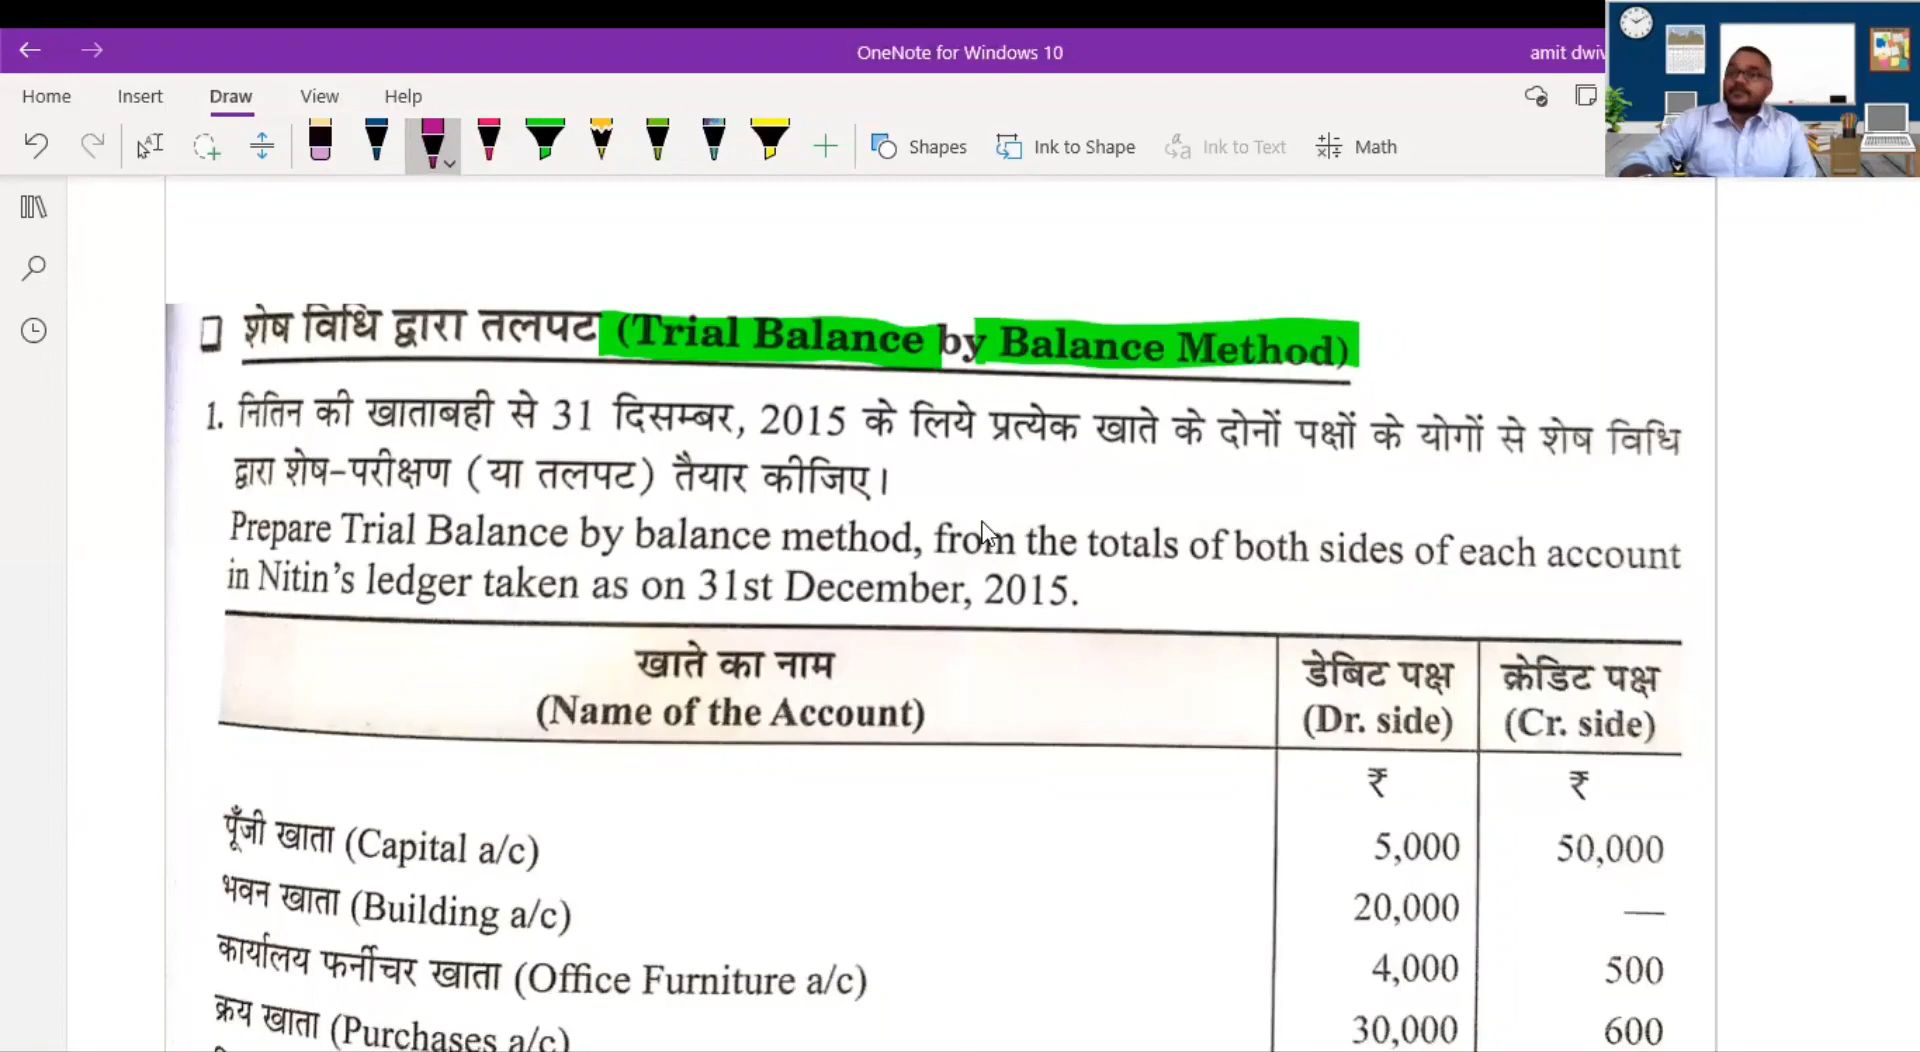 OneNote for Windows 10
amit dwiv
Home Insert Draw View Help
Shapes Ink to Shape Ink to Text Math
शेष विधि द्वारा तलपट (Trial Balance by Balance Method)
1. नितिन की खाताबही से 31 दिसम्बर, 2015 के लिये प्रत्येक खाते के दोनों पक्षों के योगों से शेष विधि
द्वारा शेष-परीक्षण (या तलपट) तैयार कीजिए।
Prepare Trial Balance by balance method, from the totals of both sides of each account
in Nitin's ledger taken as on 31st December, 2015.
खाते का नाम डेबिट पक्ष क्रेडिट पक्ष
(Name of the Account) (Dr. side) (Cr. side)
₹ ₹
पूँजी खाता (Capital a/c) 5,000 50,000
भवन खाता (Building a/c) 20,000 —
कार्यालय फर्नीचर खाता (Office Furniture a/c) 4,000 500
क्रय खाता (Purchases a/c) 30,000 600